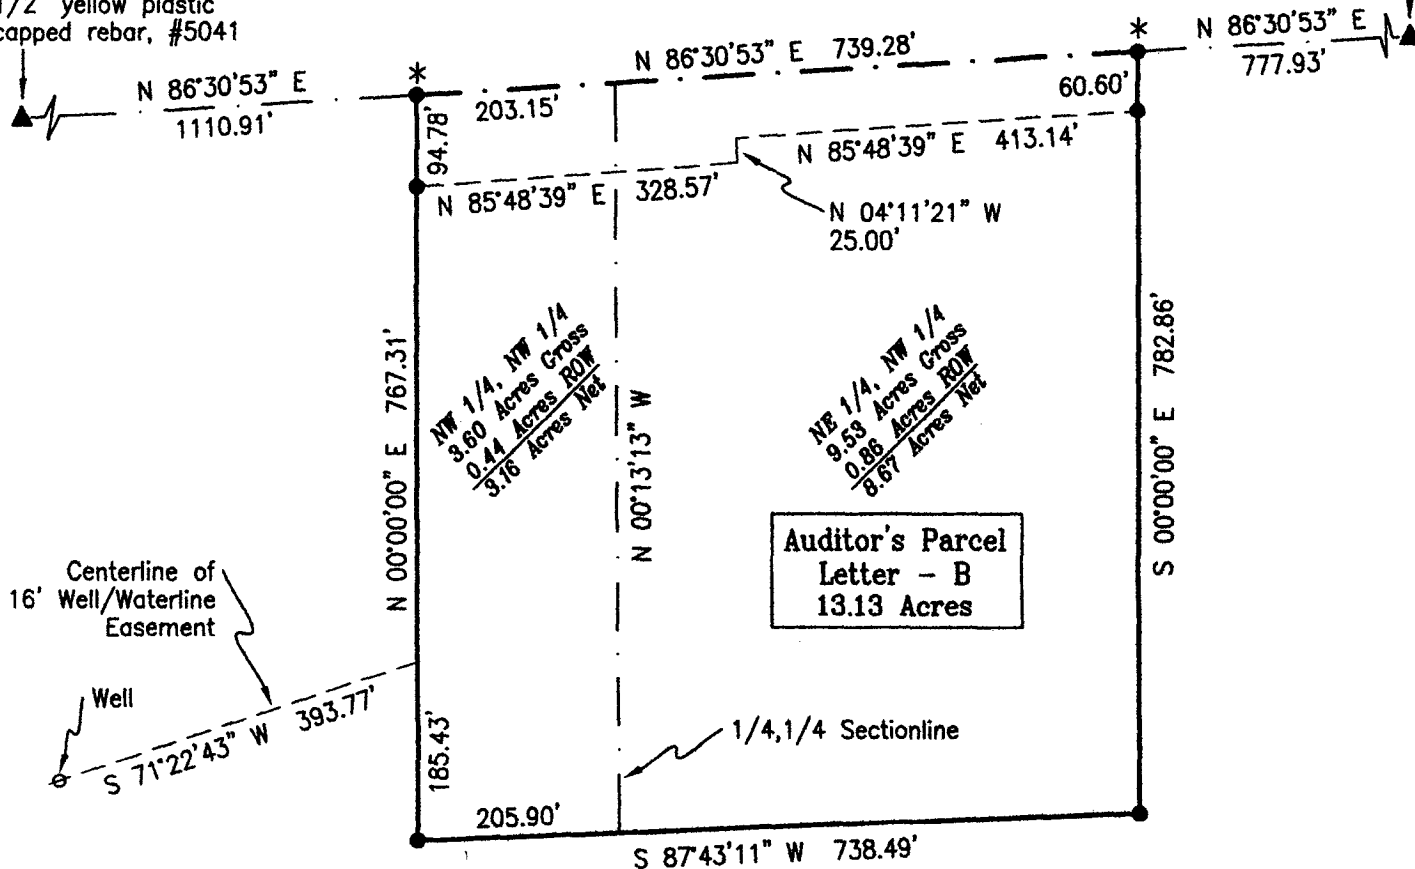 1/2" yellow plastic
capped rebar, #5041
N 86°30'53" E
1110.91'
*
N 86°30'53" E 739.28'
203.15'
*
N 86°30'53" E
777.93'
60.60'
94.78'
N 85°48'39" E 328.57'
N 85°48'39" E 413.14'
N 04°11'21" W
25.00'
N 00°00'00" E 767.31'
NW 1/4, NW 1/4
3.60 Acres Gross
0.44 Acres ROW
3.16 Acres Net
N 00°13'13" W
NE 1/4, NW 1/4
9.53 Acres Gross
0.86 Acres ROW
8.67 Acres Net
S 00°00'00" E 782.86'
Auditor's Parcel
Letter - B
13.13 Acres
Centerline of
16' Well/Waterline
Easement
Well
S 71°22'43" W 393.77'
185.43'
1/4,1/4 Sectionline
205.90'
S 87°43'11" W 738.49'